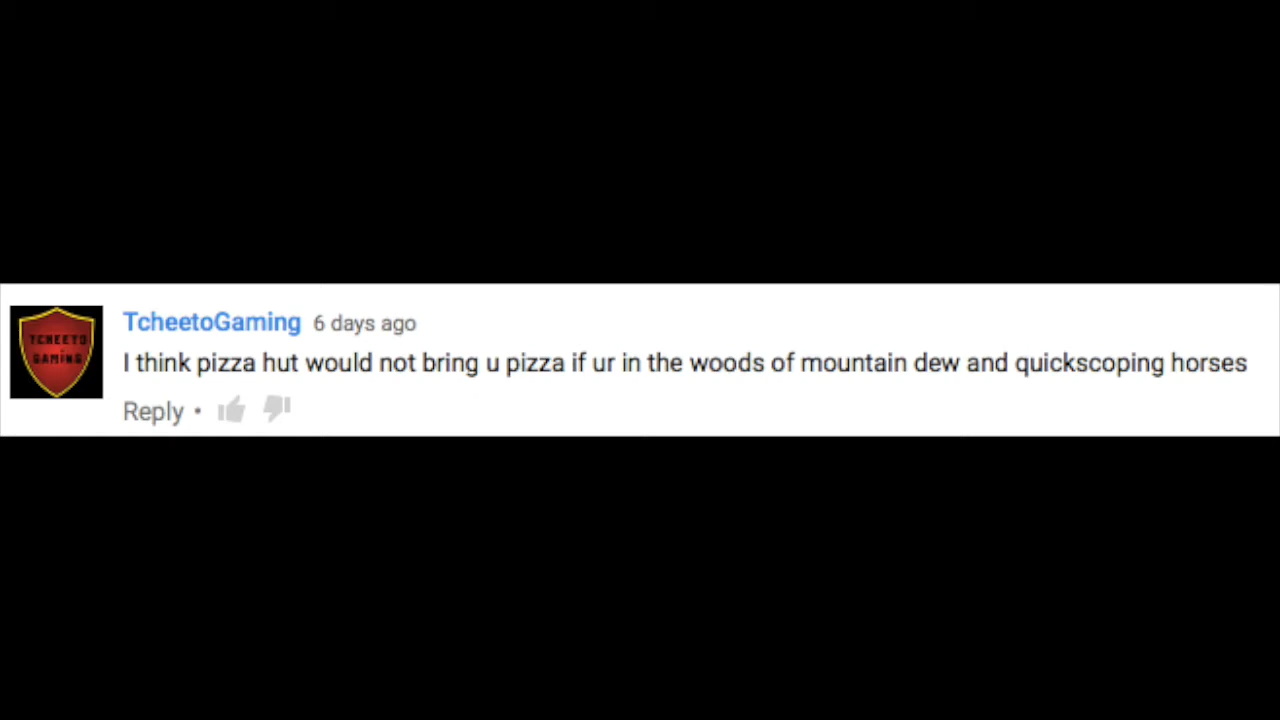 TCHEETO
GAMING
TcheetoGaming 6 days ago
I think pizza hut would not bring u pizza if ur in the woods of mountain dew and quickscoping horses
Reply •